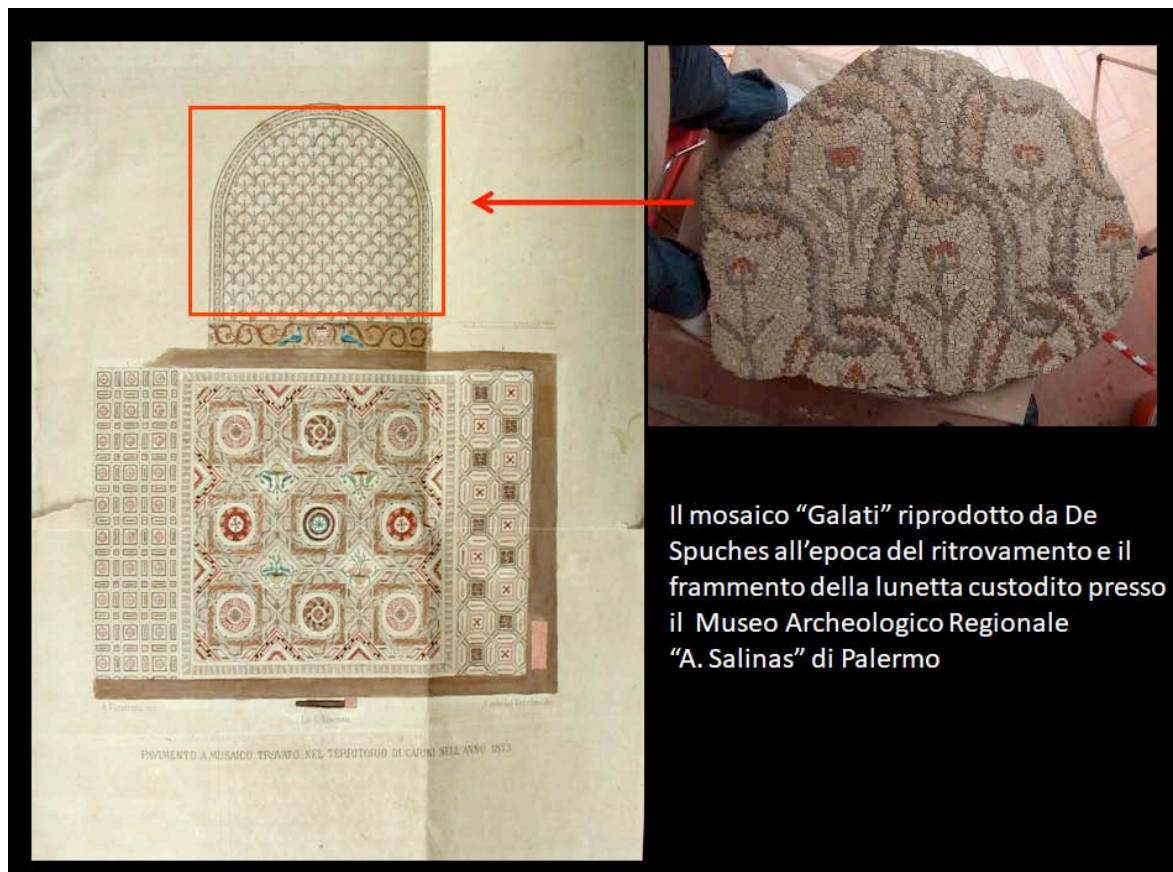 PAVIMENTO A MUSAICO TROVATO NEL TERRITORIO DI CARINI NELL'ANNO 1873
Il mosaico “Galati” riprodotto da De
Spuches all’epoca del ritrovamento e il
frammento della lunetta custodito presso
il Museo Archeologico Regionale
“A. Salinas” di Palermo